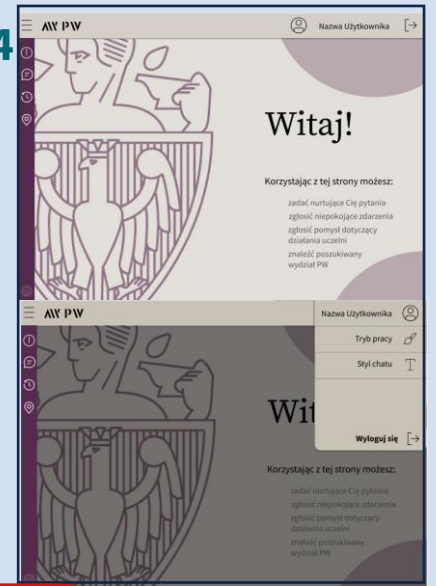 4
MY PW
Nazwa Użytkownika
Witaj!
Korzystając z tej strony możesz:
zadać nurtujące Cię pytania
zgłosić niepokojące zdarzenia
zgłosić pomysł dotyczący
działania uczelni
znaleźć poszukiwany
wydział PW
MY PW
Nazwa Użytkownika
Tryb pracy
Styl chatu
T
Wit
Wyloguj się
Korzystając z tej strony możesz:
zadać nurtujące Cię pytania
zgłosić niepokojące zdarzenia
zgłosić pomysł dotyczący
działania uczelni
znaleźć poszukiwany
wydział PW